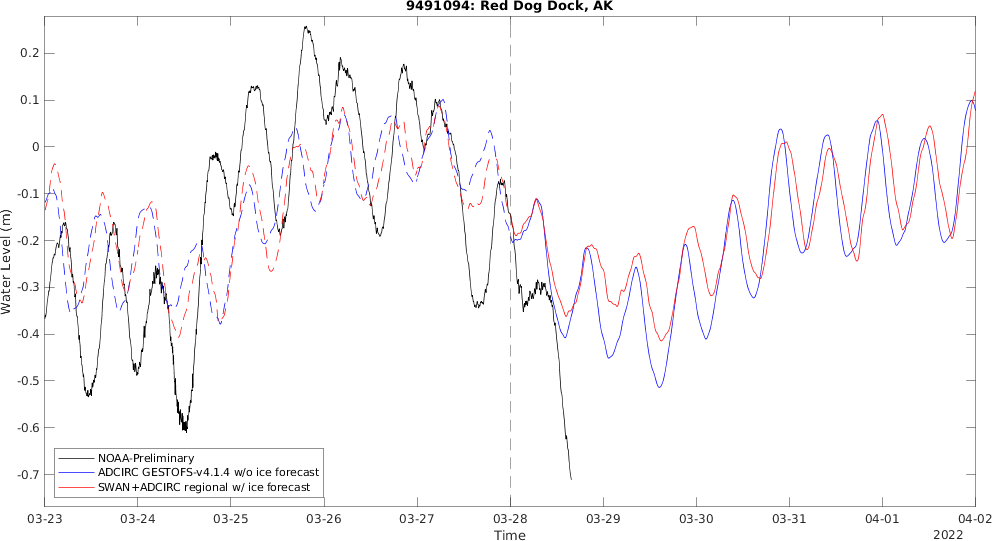 9491094: Red Dog Dock, AK
Water Level (m)
0.2
0.1
0
-0.1
-0.2
-0.3
-0.4
-0.5
-0.6
-0.7
NOAA-Preliminary
ADCIRC GESTOFS-v4.1.4 w/o ice forecast
SWAN+ADCIRC regional w/ ice forecast
03-23 03-24 03-25 03-26 03-27 03-28 03-29 03-30 03-31 04-01 04-02
Time
2022